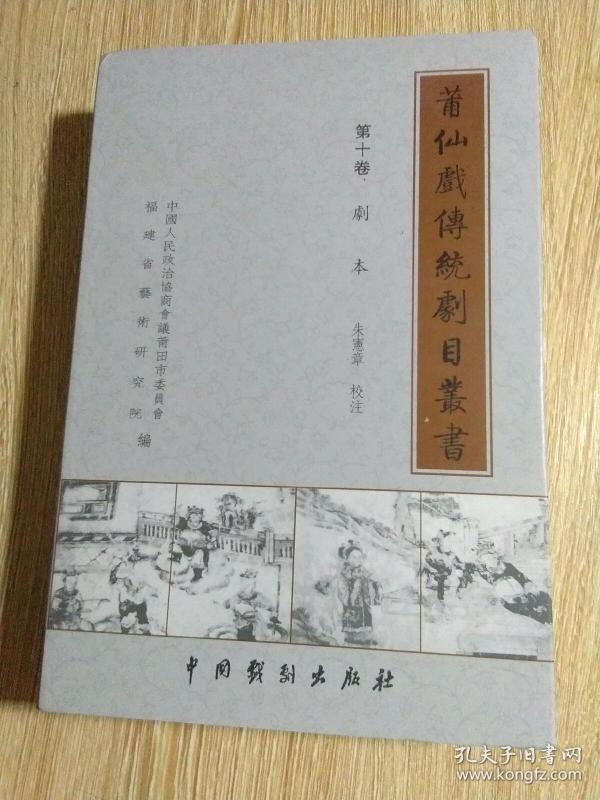 莆仙戲傳統劇目叢書
第十卷·劇本
朱憲章 校注
中國人民政治協商會議莆田市委員會
福建省藝術研究院 編
中国戏剧出版社
孔夫子旧书网
www.kongfz.com